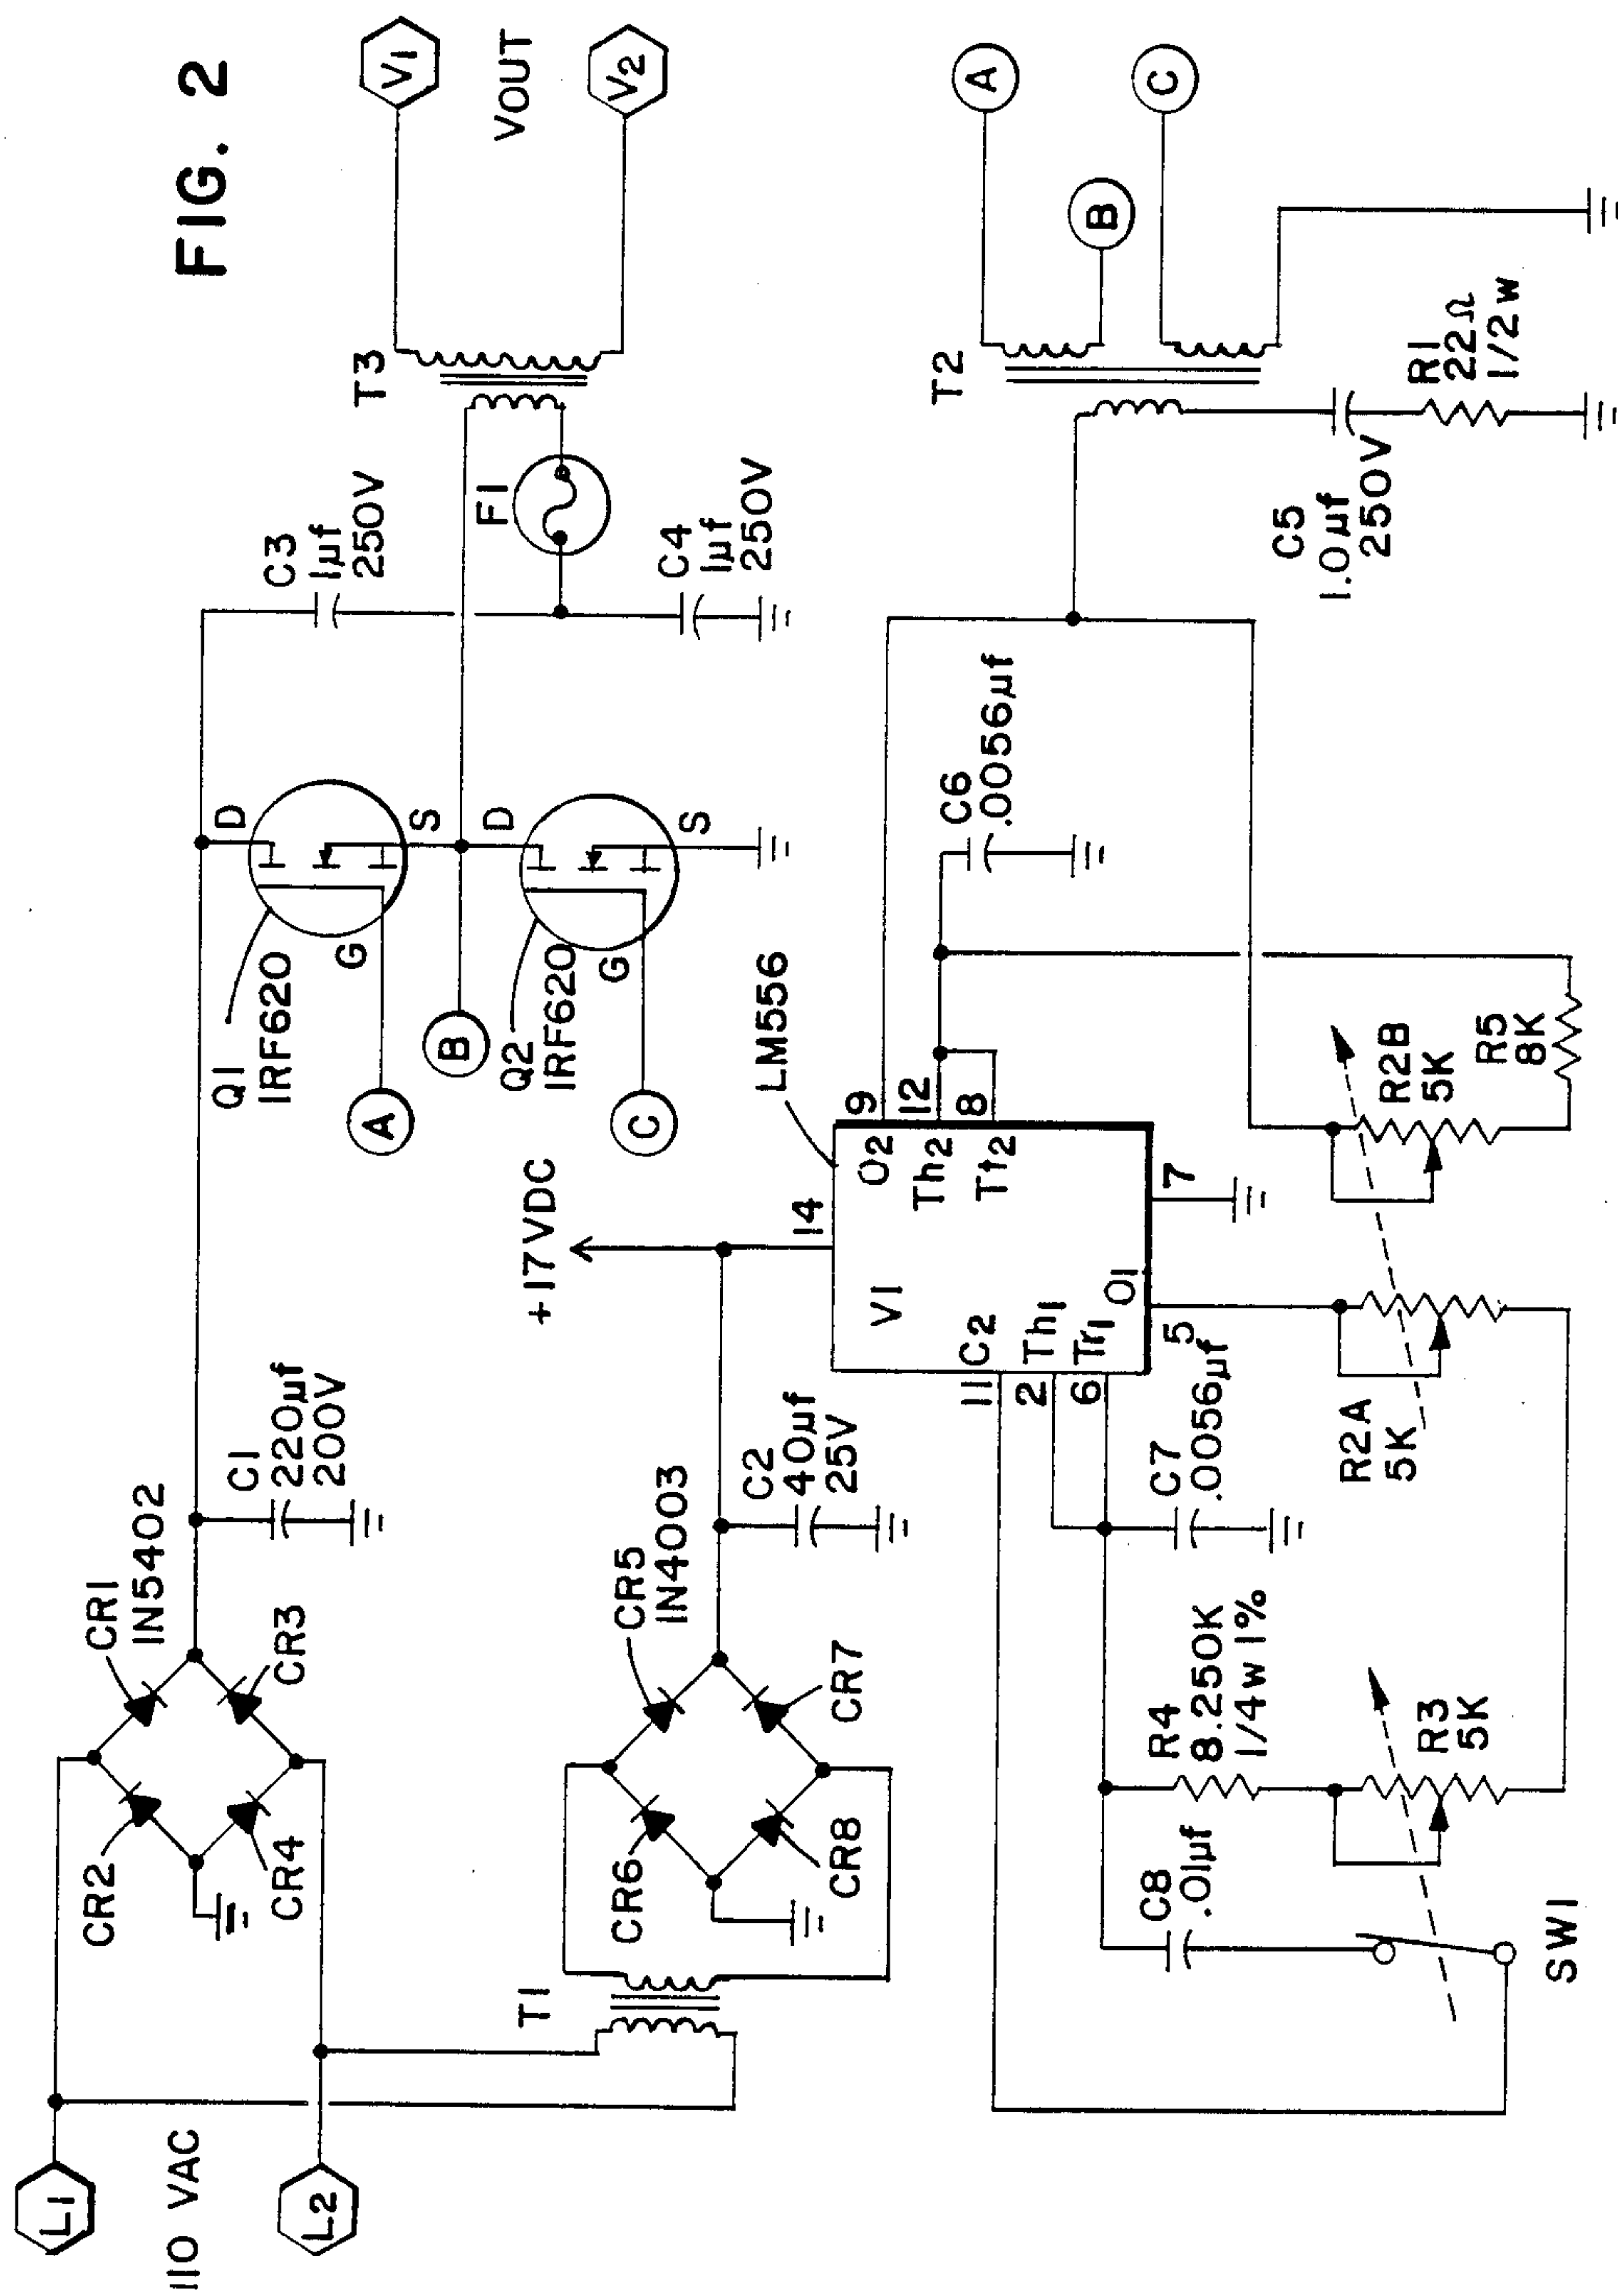 FIG. 2
L1
110 VAC
L2
CR1
IN5402
CR2
CR3
CR4
C1
220µf
200V
Q1
IRF620
D
G
S
A
B
Q2
IRF620
D
G
S
C
C3
1µf
250V
F1
C4
1µf
250V
T3
V1
VOUT
V2
T1
CR5
IN4003
CR6
CR7
CR8
C2
40µf
25V
+17VDC
14
LM556
V1
11 C2
2 Th1
6 Tr1
O1
5
7
O2 9
Th2 12
Tt2 8
C6
.0056µf
C7
.0056µf
R4
8.250K
1/4w 1%
C8
.01µf
SW1
R3
5K
R2A
5K
R2B
5K
R5
8K
T2
A
B
C
C5
1.0µf
250V
R1
22Ω
1/2w